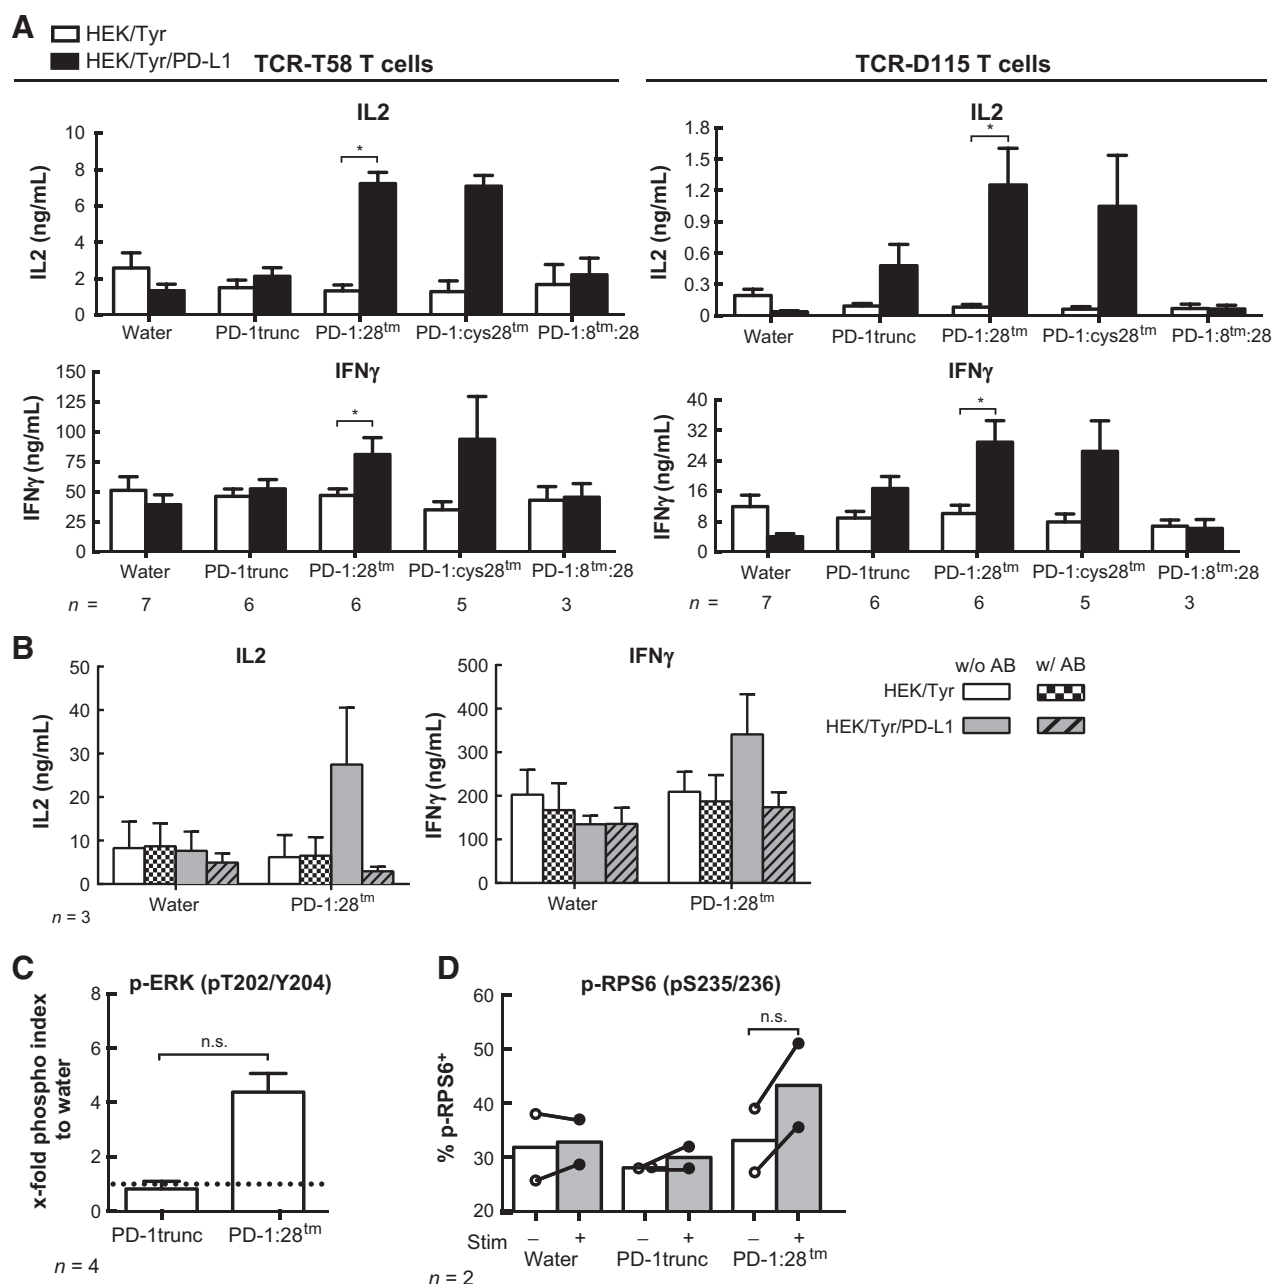 A
HEK/Tyr
HEK/Tyr/PD-L1
TCR-T58 T cells
TCR-D115 T cells
IL2
IL2 (ng/mL)
10
8
6
4
2
0
*
Water PD-1trunc PD-1:28tm PD-1:cys28tm PD-1:8tm:28
IL2
IL2 (ng/mL)
1.8
1.5
1.2
0.9
0.6
0.3
0
*
Water PD-1trunc PD-1:28tm PD-1:cys28tm PD-1:8tm:28
IFNγ
IFNγ (ng/mL)
150
125
100
75
50
25
0
*
Water PD-1trunc PD-1:28tm PD-1:cys28tm PD-1:8tm:28
n = 7 6 6 5 3
IFNγ
IFNγ (ng/mL)
40
32
24
16
8
0
*
Water PD-1trunc PD-1:28tm PD-1:cys28tm PD-1:8tm:28
n = 7 6 6 5 3
B
IL2
IL2 (ng/mL)
50
40
30
20
10
0
Water PD-1:28tm
n = 3
IFNγ
IFNγ (ng/mL)
500
400
300
200
100
0
Water PD-1:28tm
w/o AB w/ AB
HEK/Tyr
HEK/Tyr/PD-L1
C
p-ERK (pT202/Y204)
x-fold phospho index
to water
8
6
4
2
0
n.s.
PD-1trunc PD-1:28tm
n = 4
D
p-RPS6 (pS235/236)
% p-RPS6+
60
50
40
30
20
n.s.
Stim – + – + – +
Water PD-1trunc PD-1:28tm
n = 2